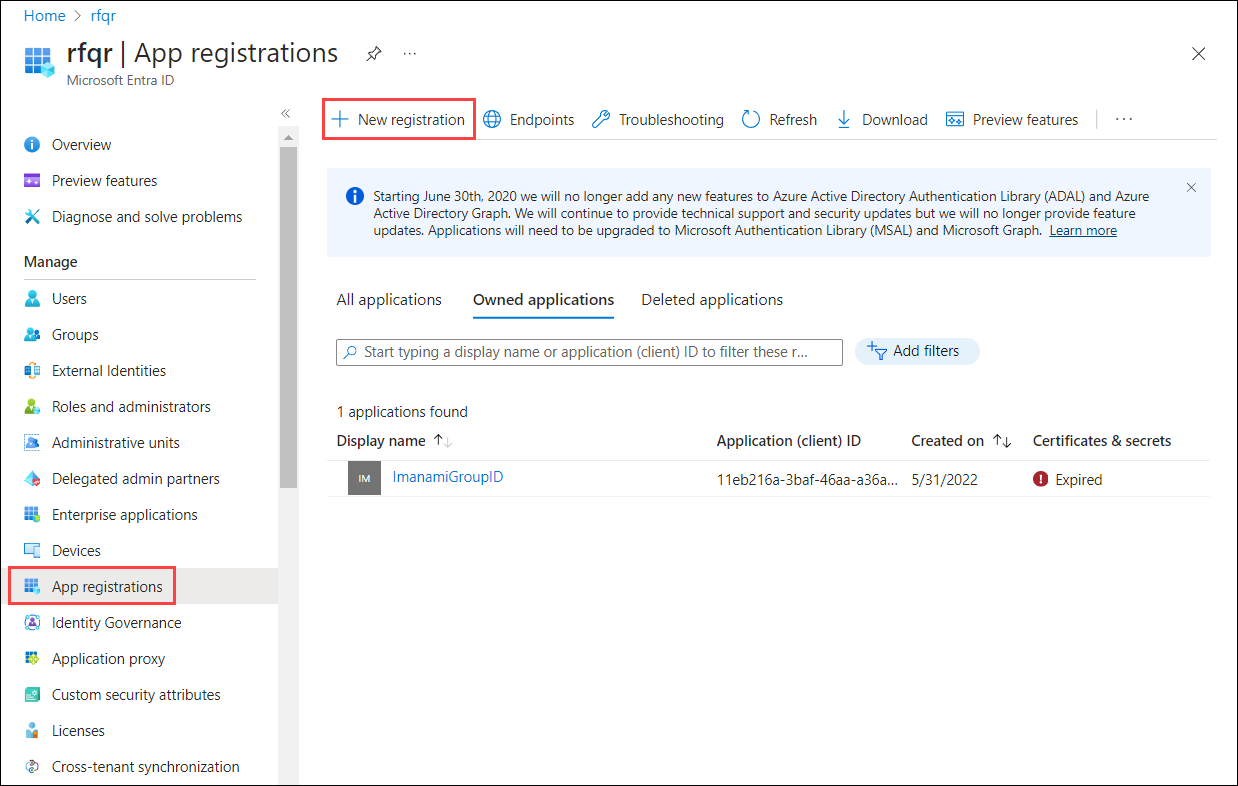 Home > rfqr
rfqr | App registrations ...
Microsoft Entra ID
Overview
Preview features
Diagnose and solve problems
Manage
Users
Groups
External Identities
Roles and administrators
Administrative units
Delegated admin partners
Enterprise applications
Devices
App registrations
Identity Governance
Application proxy
Custom security attributes
Licenses
Cross-tenant synchronization
New registration Endpoints Troubleshooting Refresh Download Preview features ...
Starting June 30th, 2020 we will no longer add any new features to Azure Active Directory Authentication Library (ADAL) and Azure
Active Directory Graph. We will continue to provide technical support and security updates but we will no longer provide feature
updates. Applications will need to be upgraded to Microsoft Authentication Library (MSAL) and Microsoft Graph. Learn more
All applications Owned applications Deleted applications
Start typing a display name or application (client) ID to filter these r... Add filters
1 applications found
Display name Application (client) ID Created on Certificates & secrets
IM ImanamiGroupID 11eb216a-3baf-46aa-a36a... 5/31/2022 Expired